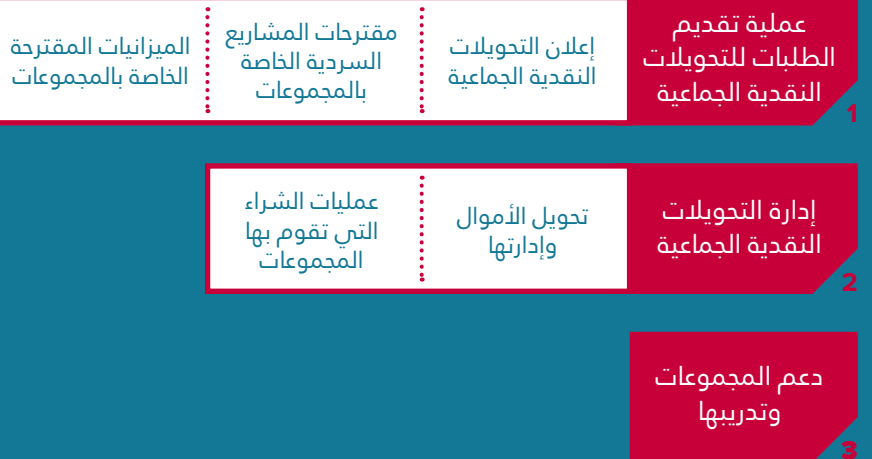 عملية تقديم
الطلبات للتحويلات
النقدية الجماعية
1
إعلان التحويلات
النقدية الجماعية
مقترحات المشاريع
السردية الخاصة
بالمجموعات
الميزانيات المقترحة
الخاصة بالمجموعات
إدارة التحويلات
النقدية الجماعية
2
تحويل الأموال
وإدارتها
عمليات الشراء
التي تقوم بها
المجموعات
دعم المجموعات
وتدريبها
3